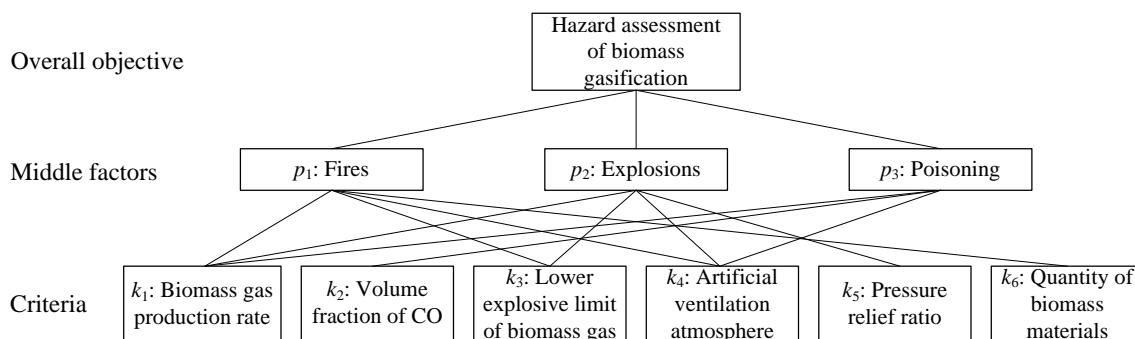 Hazard assessment
of biomass
gasification
Overall objective
Middle factors
p₁: Fires
p₂: Explosions
p₃: Poisoning
Criteria
k₁: Biomass gas
production rate
k₂: Volume
fraction of CO
k₃: Lower
explosive limit
of biomass gas
k₄: Artificial
ventilation
atmosphere
k₅: Pressure
relief ratio
k₆: Quantity of
biomass
materials